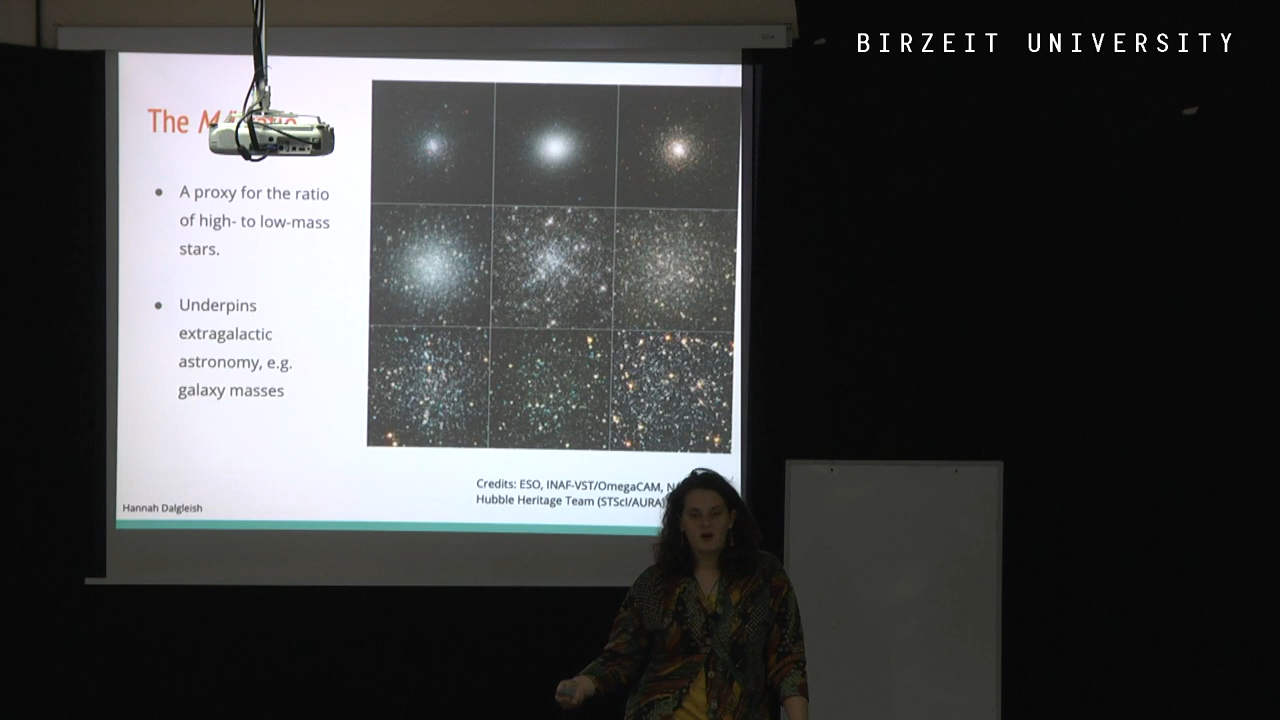 BIRZEIT UNIVERSITY
The
A proxy for the ratio
of high- to low-mass
stars.
Underpins
extragalactic
astronomy, e.g.
galaxy masses
Credits: ESO, INAF-VST/OmegaCAM,
Hubble Heritage Team (STScI/AURA)
Hannah Dalgleish